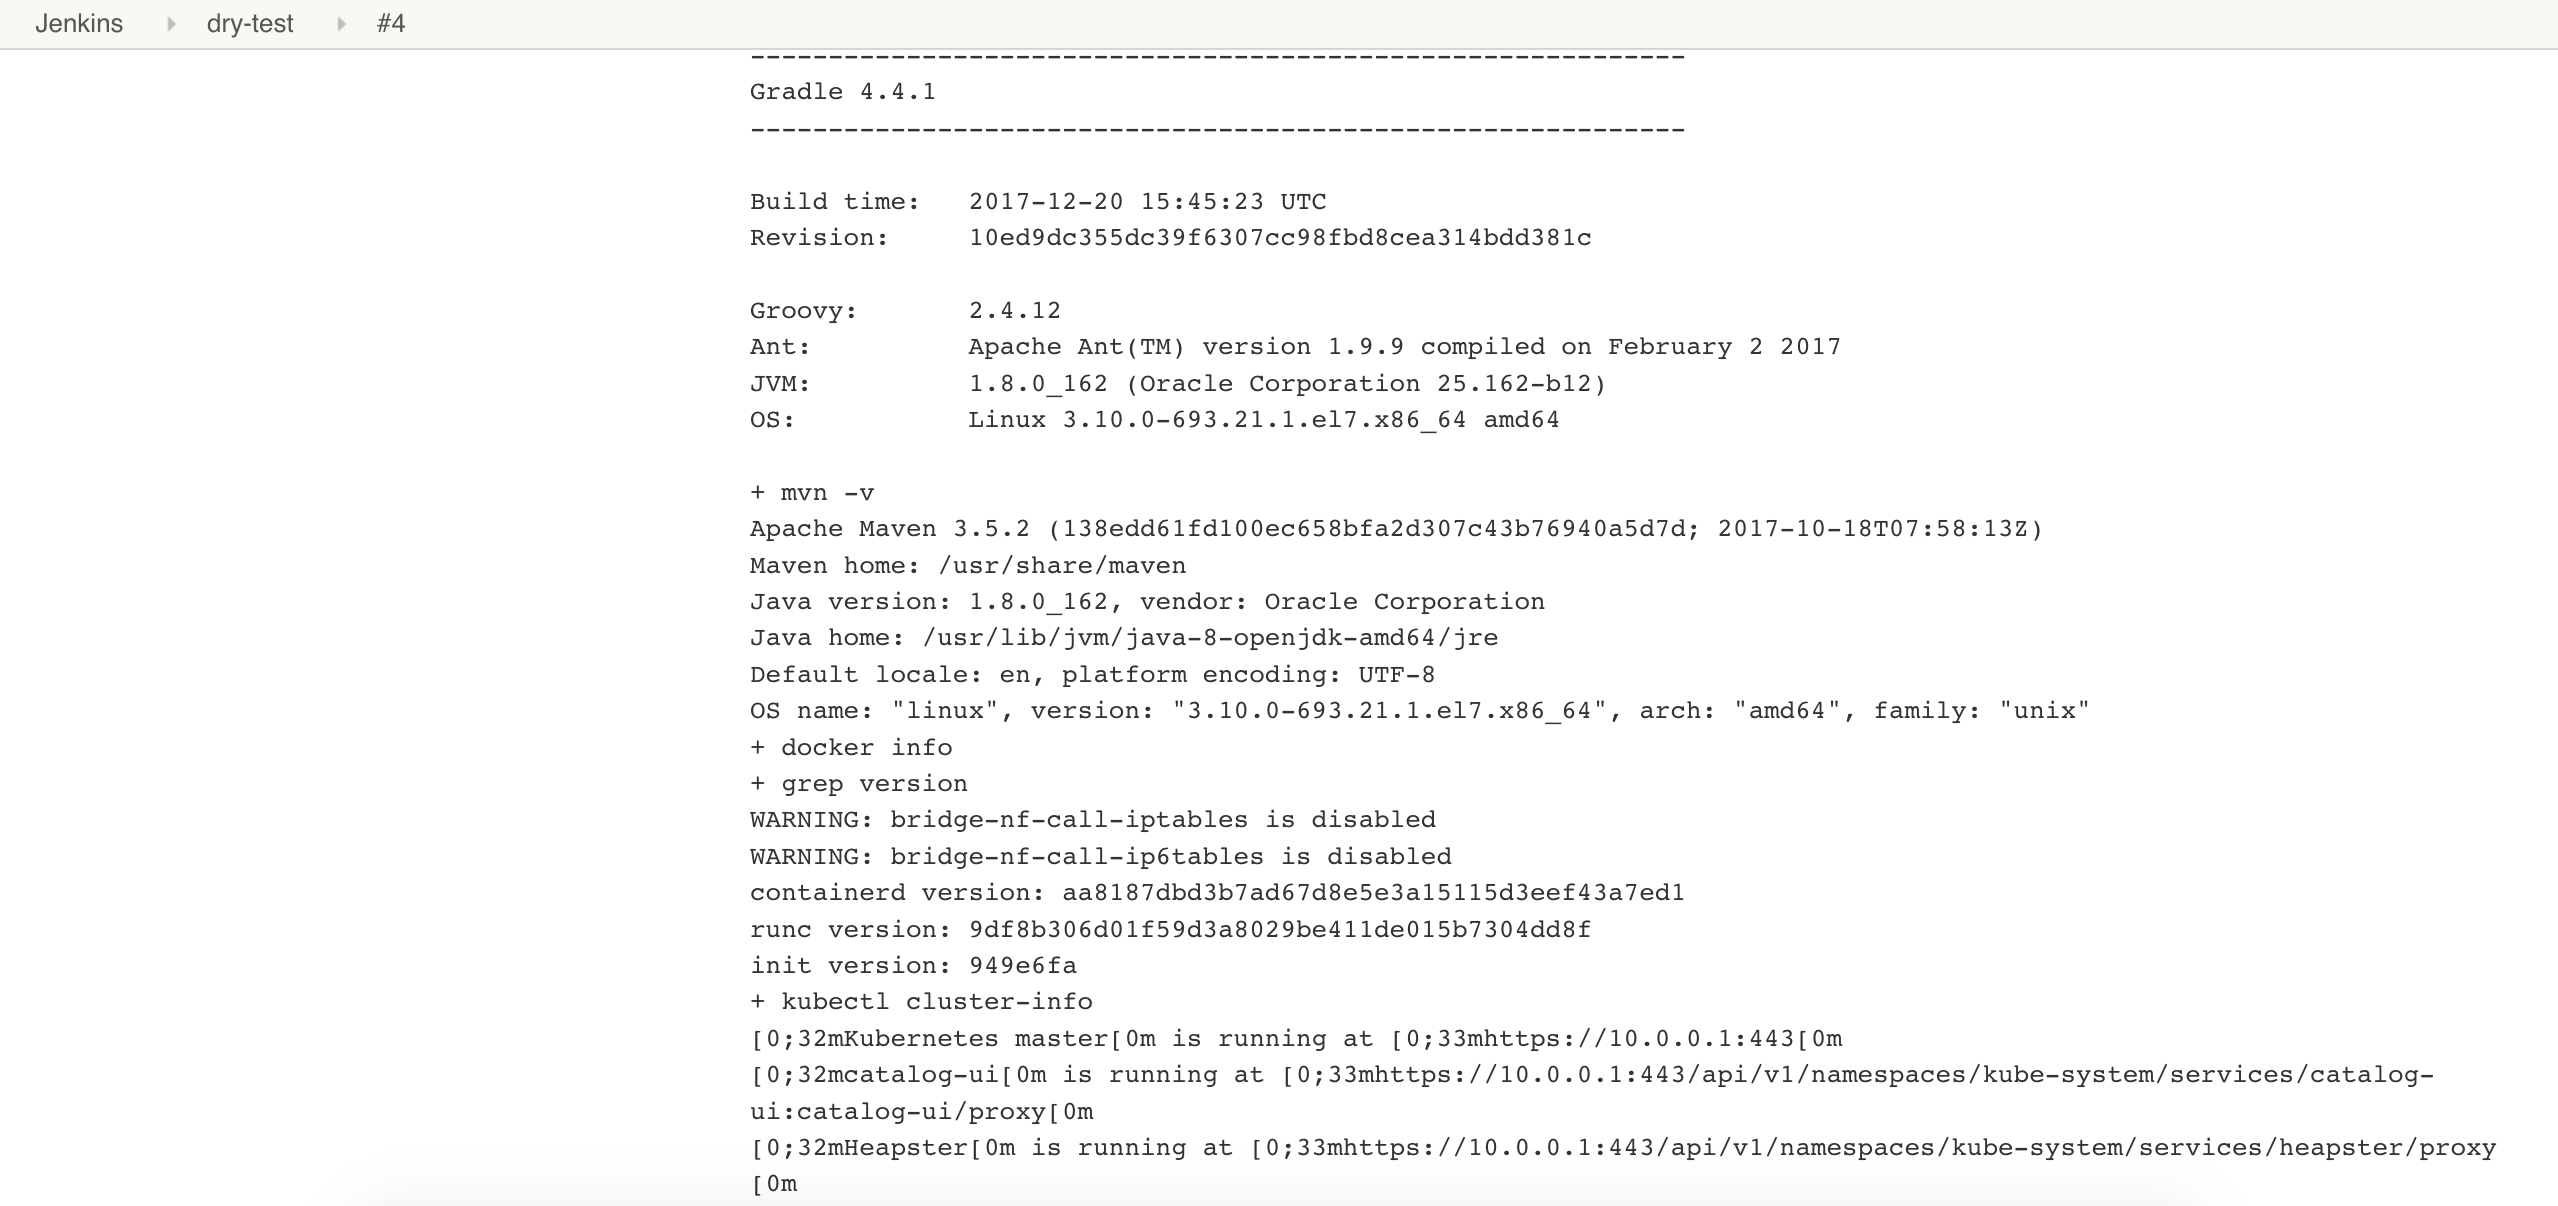 Jenkins dry-test #4
------------------------------------------------------------
Gradle 4.4.1
------------------------------------------------------------
Build time:   2017-12-20 15:45:23 UTC
Revision:     10ed9dc355dc39f6307cc98fbd8cea314bdd381c
Groovy:       2.4.12
Ant:          Apache Ant(TM) version 1.9.9 compiled on February 2 2017
JVM:          1.8.0_162 (Oracle Corporation 25.162-b12)
OS:           Linux 3.10.0-693.21.1.el7.x86_64 amd64
+ mvn -v
Apache Maven 3.5.2 (138edd61fd100ec658bfa2d307c43b76940a5d7d; 2017-10-18T07:58:13Z)
Maven home: /usr/share/maven
Java version: 1.8.0_162, vendor: Oracle Corporation
Java home: /usr/lib/jvm/java-8-openjdk-amd64/jre
Default locale: en, platform encoding: UTF-8
OS name: "linux", version: "3.10.0-693.21.1.el7.x86_64", arch: "amd64", family: "unix"
+ docker info
+ grep version
WARNING: bridge-nf-call-iptables is disabled
WARNING: bridge-nf-call-ip6tables is disabled
containerd version: aa8187dbd3b7ad67d8e5e3a15115d3eef43a7ed1
runc version: 9df8b306d01f59d3a8029be411de015b7304dd8f
init version: 949e6fa
+ kubectl cluster-info
[0;32mKubernetes master[0m is running at [0;33mhttps://10.0.0.1:443[0m
[0;32mcatalog-ui[0m is running at [0;33mhttps://10.0.0.1:443/api/v1/namespaces/kube-system/services/catalog-
ui:catalog-ui/proxy[0m
[0;32mHeapster[0m is running at [0;33mhttps://10.0.0.1:443/api/v1/namespaces/kube-system/services/heapster/proxy
[0m